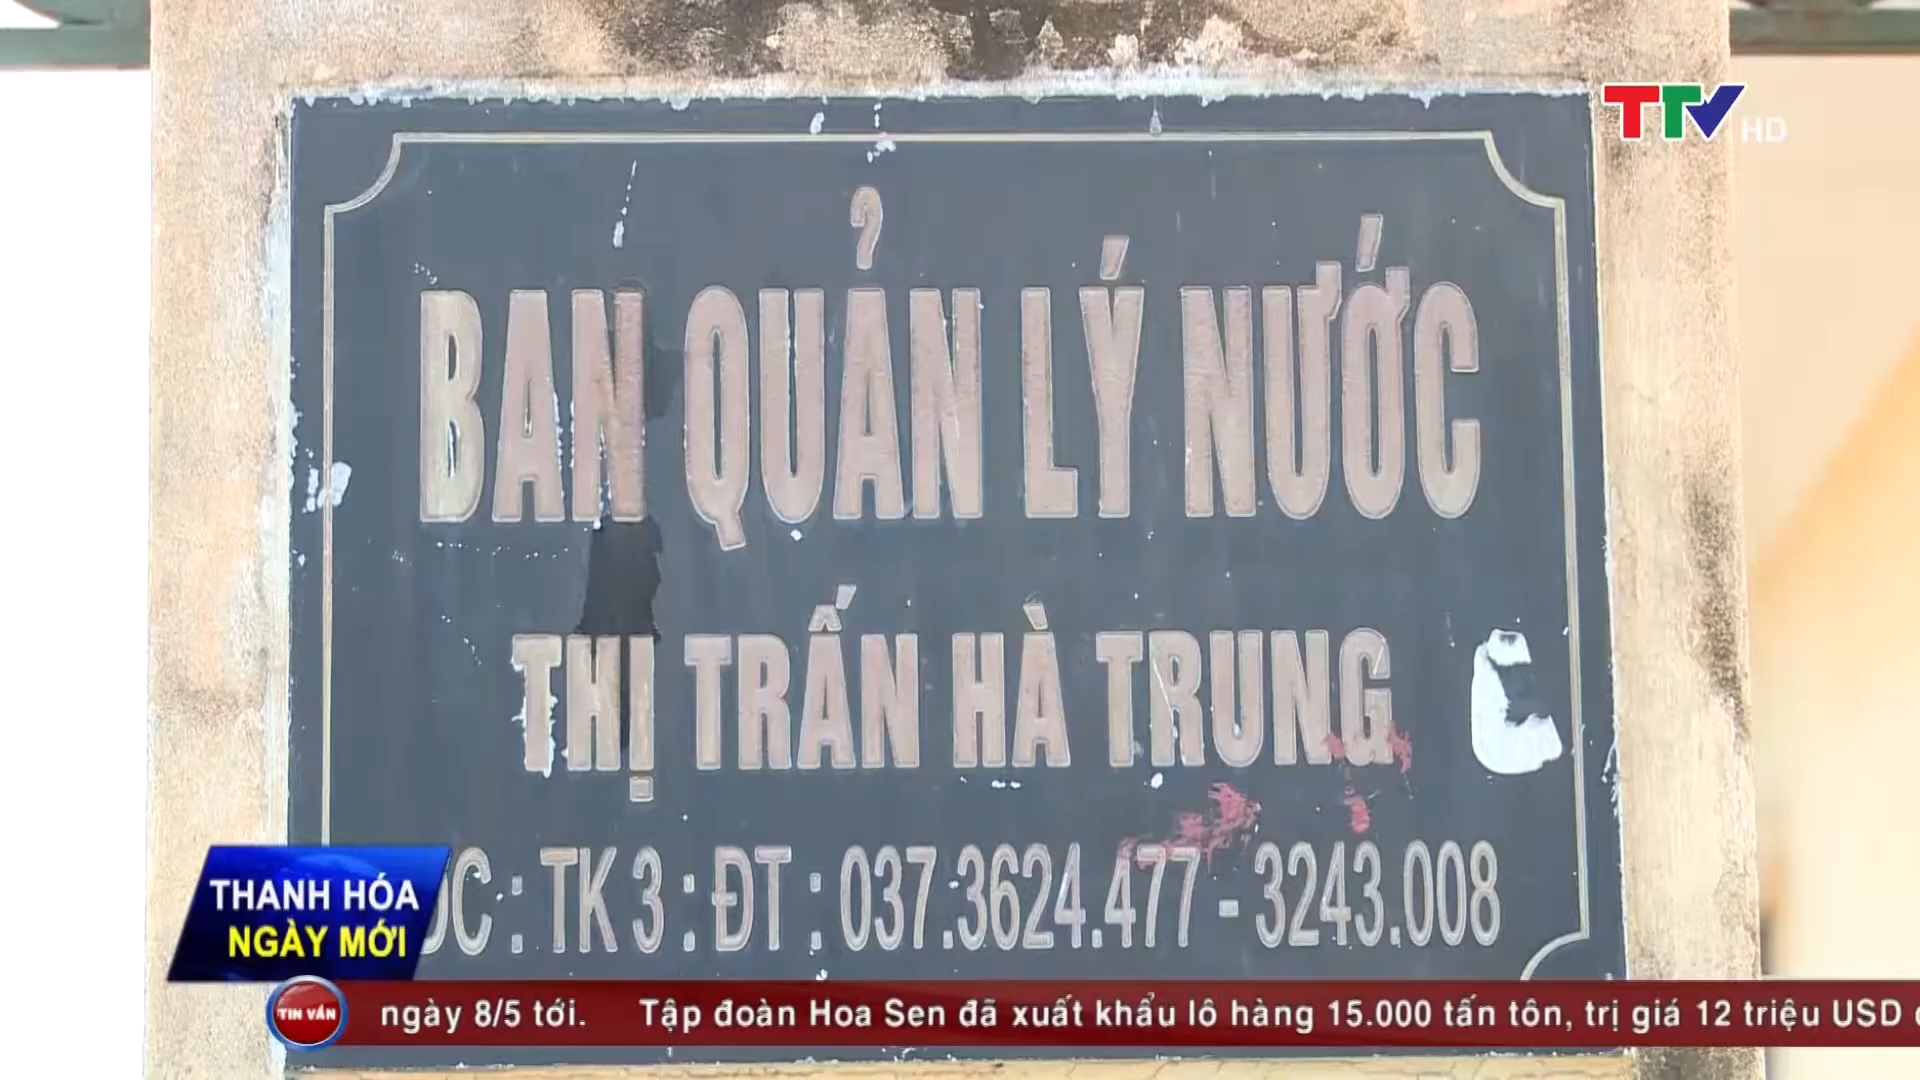 TTV HD
BAN QUẢN LÝ NƯỚC
THỊ TRẤN HÀ TRUNG
ĐC : TK 3 : ĐT : 037.3624.477 - 3243.008
THANH HÓA
NGÀY MỚI
TIN VẮN
ngày 8/5 tới. Tập đoàn Hoa Sen đã xuất khẩu lô hàng 15.000 tấn tôn, trị giá 12 triệu USD